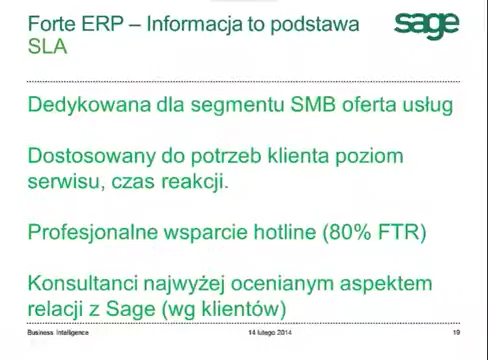 Forte ERP – Informacja to podstawa
sage
SLA
Dedykowana dla segmentu SMB oferta usług
Dostosowany do potrzeb klienta poziom
serwisu, czas reakcji.
Profesjonalne wsparcie hotline (80% FTR)
Konsultanci najwyżej ocenianym aspektem
relacji z Sage (wg klientów)
Business Intelligence
14 lutego 2014
19